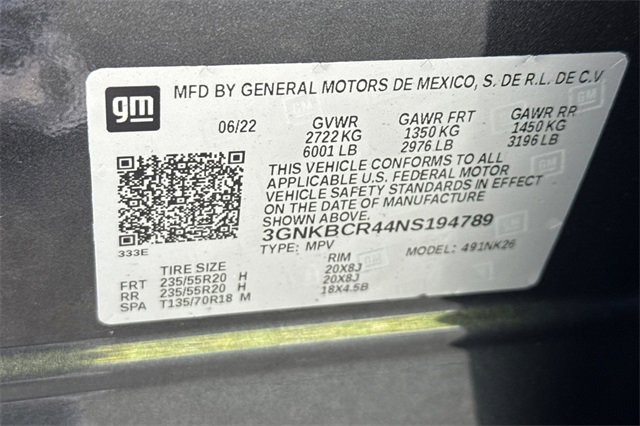 gm
MFD BY GENERAL MOTORS DE MEXICO, S. DE R.L. DE C.V
06/22 GVWR GAWR FRT GAWR RR
2722 KG 1350 KG 1450 KG
6001 LB 2976 LB 3196 LB
THIS VEHICLE CONFORMS TO ALL
APPLICABLE U.S. FEDERAL MOTOR
VEHICLE SAFETY STANDARDS IN EFFECT
ON THE DATE OF MANUFACTURE
SHOWN ABOVE.
3GNKBCR44NS194789
333E TYPE: MPV MODEL: 491NK26
TIRE SIZE RIM
FRT 235/55R20 H 20X8J
RR 235/55R20 H 20X8J
SPA T135/70R18 M 18X4.5B